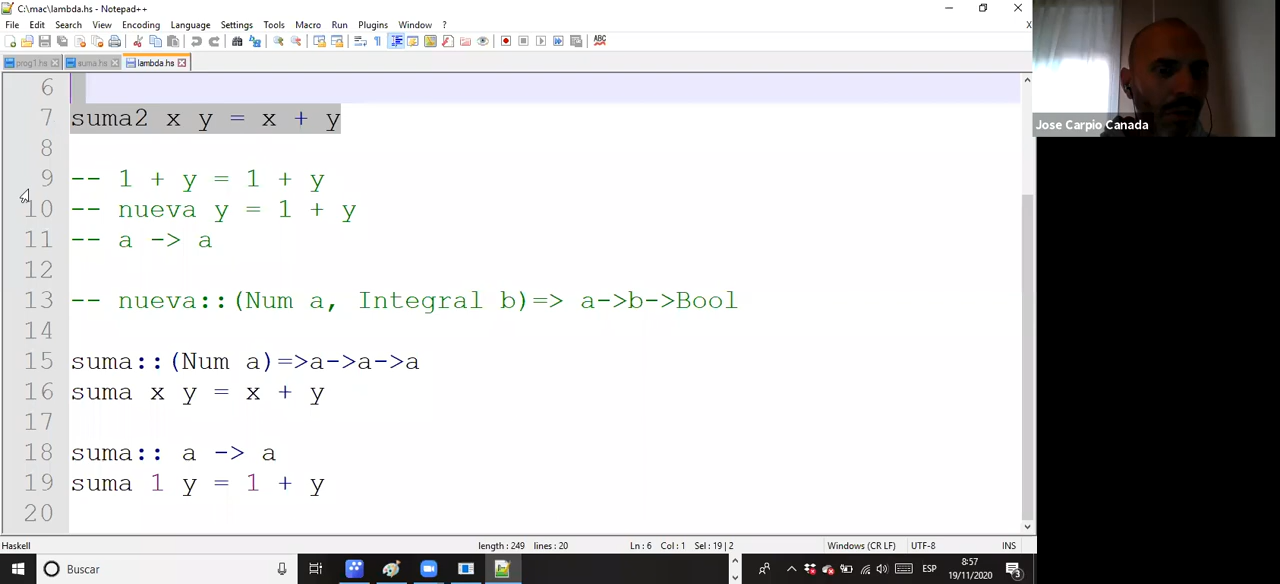 C:\mac\lambda.hs - Notepad++
File Edit Search View Encoding Language Settings Tools Macro Run Plugins Window ? X
prog1.hs suma.hs lambda.hs
6
7 suma2 x y = x + y
8
9 -- 1 + y = 1 + y
10 -- nueva y = 1 + y
11 -- a -> a
12
13 -- nueva::(Num a, Integral b)=> a->b->Bool
14
15 suma::(Num a)=>a->a->a
16 suma x y = x + y
17
18 suma:: a -> a
19 suma 1 y = 1 + y
20
Jose Carpio Canada
Haskell length : 249 lines : 20 Ln : 6 Col : 1 Sel : 19 | 2 Windows (CR LF) UTF-8 INS
Buscar ESP 8:57 19/11/2020 3